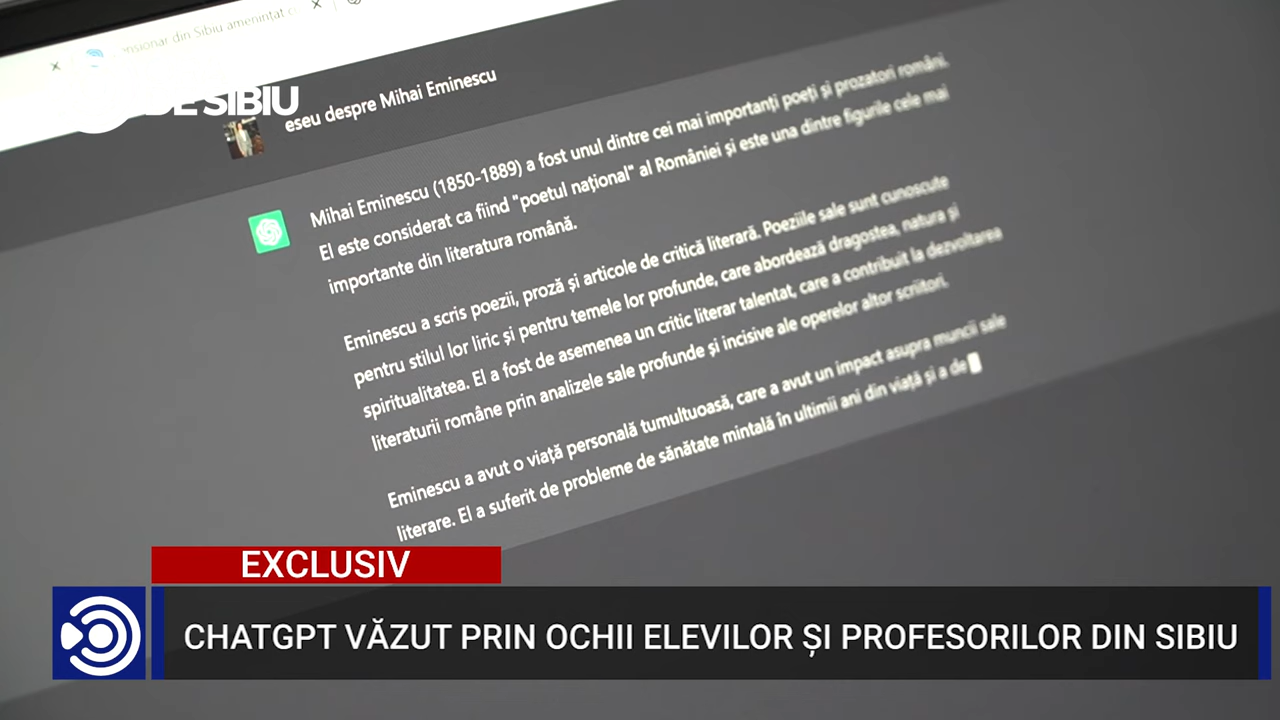 ensionar din Sibiu amenințat c
DE SIBIU
eseu despre Mihai Eminescu
Mihai Eminescu (1850-1889) a fost unul dintre cei mai importanți poeți și prozatori români.
El este considerat ca fiind "poetul național" al României și este una dintre figurile cele mai
importante din literatura română.
Eminescu a scris poezii, proză și articole de critică literară. Poeziile sale sunt cunoscute
pentru stilul lor liric și pentru temele lor profunde, care abordează dragostea, natura și
spiritualitatea. El a fost de asemenea un critic literar talentat, care a contribuit la dezvoltarea
literaturii române prin analizele sale profunde și incisive ale operelor altor scriitori.
Eminescu a avut o viață personală tumultuoasă, care a avut un impact asupra muncii sale
literare. El a suferit de probleme de sănătate mintală în ultimii ani din viață și a de
EXCLUSIV
CHATGPT VĂZUT PRIN OCHII ELEVILOR ȘI PROFESORILOR DIN SIBIU